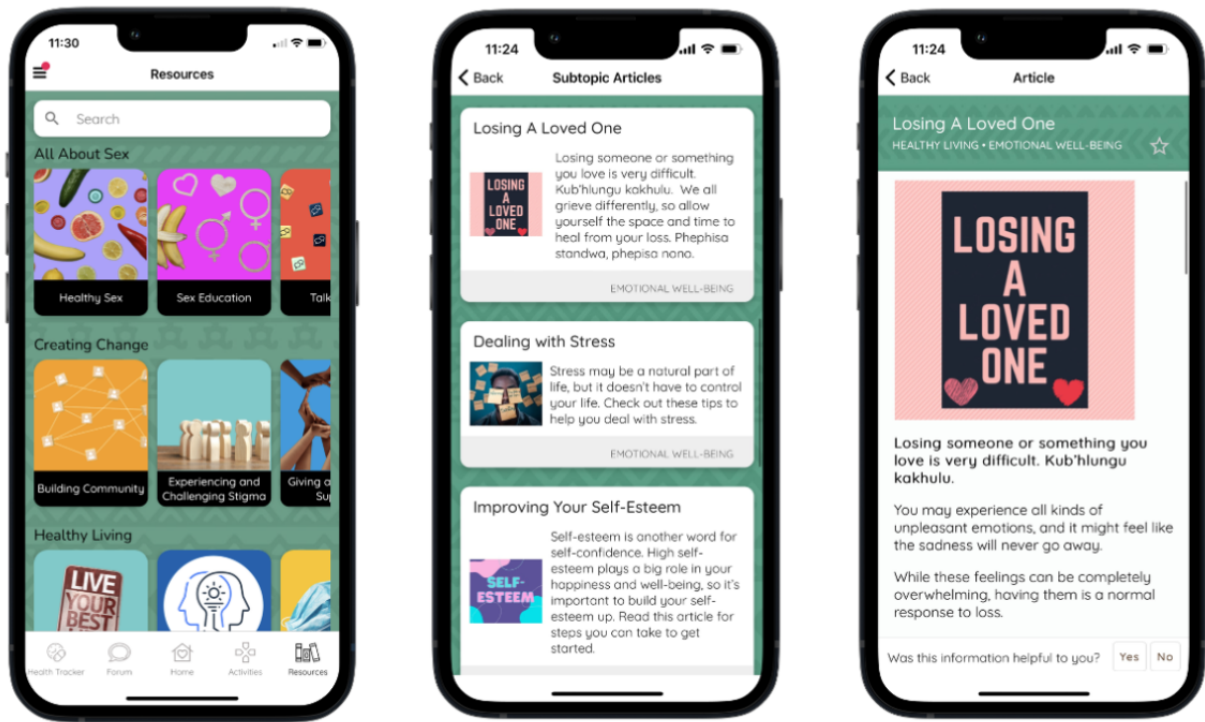 11:30
Resources
Search
All About Sex
Healthy Sex
Sex Education
Talk
Creating Change
Building Community
Experiencing and
Challenging Stigma
Giving a
Su
Healthy Living
LIVE
YOUR
BEST
Health Tracker
Forum
Home
Activities
Resources
11:24
Back
Subtopic Articles
Losing A Loved One
LOSING
A
LOVED
ONE
Losing someone or something
you love is very difficult.
Kub'hlungu kakhulu. We all
grieve differently, so allow
yourself the space and time to
heal from your loss. Phephisa
standwa, phepisa nano.
EMOTIONAL WELL-BEING
Dealing with Stress
Stress may be a natural part of
life, but it doesn't have to control
your life. Check out these tips to
help you deal with stress.
EMOTIONAL WELL-BEING
Improving Your Self-Esteem
SELF-
ESTEEM
Self-esteem is another word for
self-confidence. High self-
esteem plays a big role in your
happiness and well-being, so it's
important to build your self-
esteem up. Read this article for
steps you can take to get
started.
11:24
Back
Article
Losing A Loved One
HEALTHY LIVING • EMOTIONAL WELL-BEING
LOSING
A
LOVED
ONE
Losing someone or something you
love is very difficult. Kub'hlungu
kakhulu.
You may experience all kinds of
unpleasant emotions, and it might feel like
the sadness will never go away.
While these feelings can be completely
overwhelming, having them is a normal
response to loss.
Was this information helpful to you?
Yes
No